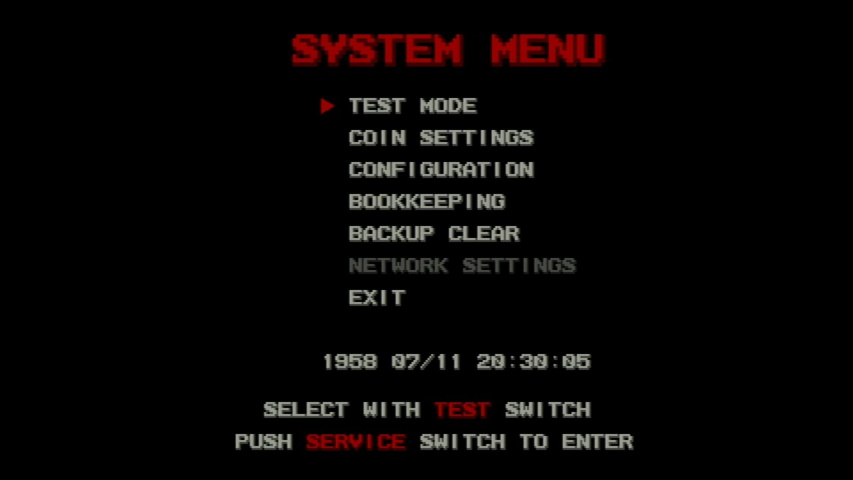 SYSTEM MENU
▶ TEST MODE
COIN SETTINGS
CONFIGURATION
BOOKKEEPING
BACKUP CLEAR
NETWORK SETTINGS
EXIT
1958 07/11 20:30:05
SELECT WITH TEST SWITCH
PUSH SERVICE SWITCH TO ENTER